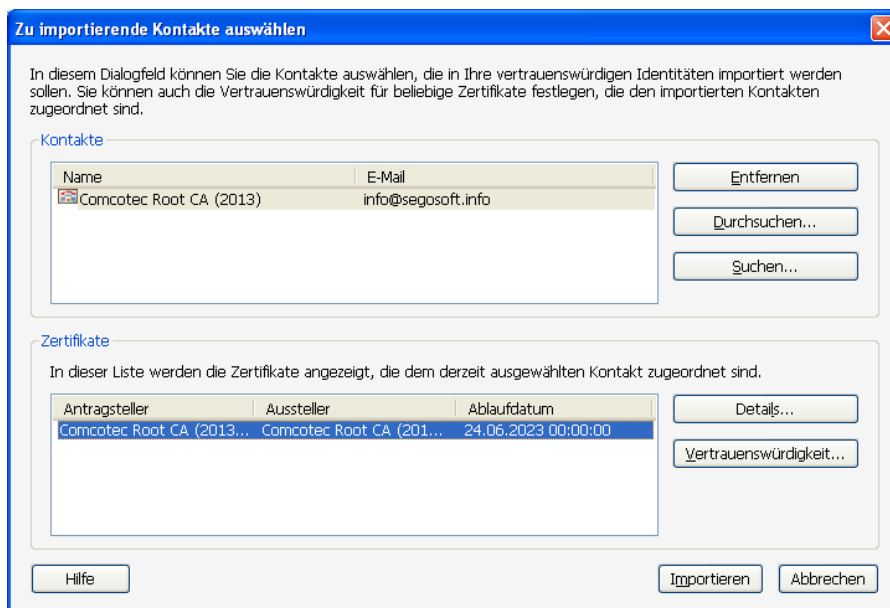 Zu importierende Kontakte auswählen
In diesem Dialogfeld können Sie die Kontakte auswählen, die in Ihre vertrauenswürdigen Identitäten importiert werden
sollen. Sie können auch die Vertrauenswürdigkeit für beliebige Zertifikate festlegen, die den importierten Kontakten
zugeordnet sind.
Kontakte
Name E-Mail
Comcotec Root CA (2013) info@segosoft.info
Entfernen
Durchsuchen...
Suchen...
Zertifikate
In dieser Liste werden die Zertifikate angezeigt, die dem derzeit ausgewählten Kontakt zugeordnet sind.
Antragsteller Aussteller Ablaufdatum
Comcotec Root CA (2013... Comcotec Root CA (201... 24.06.2023 00:00:00
Details...
Vertrauenswürdigkeit...
Hilfe Importieren Abbrechen